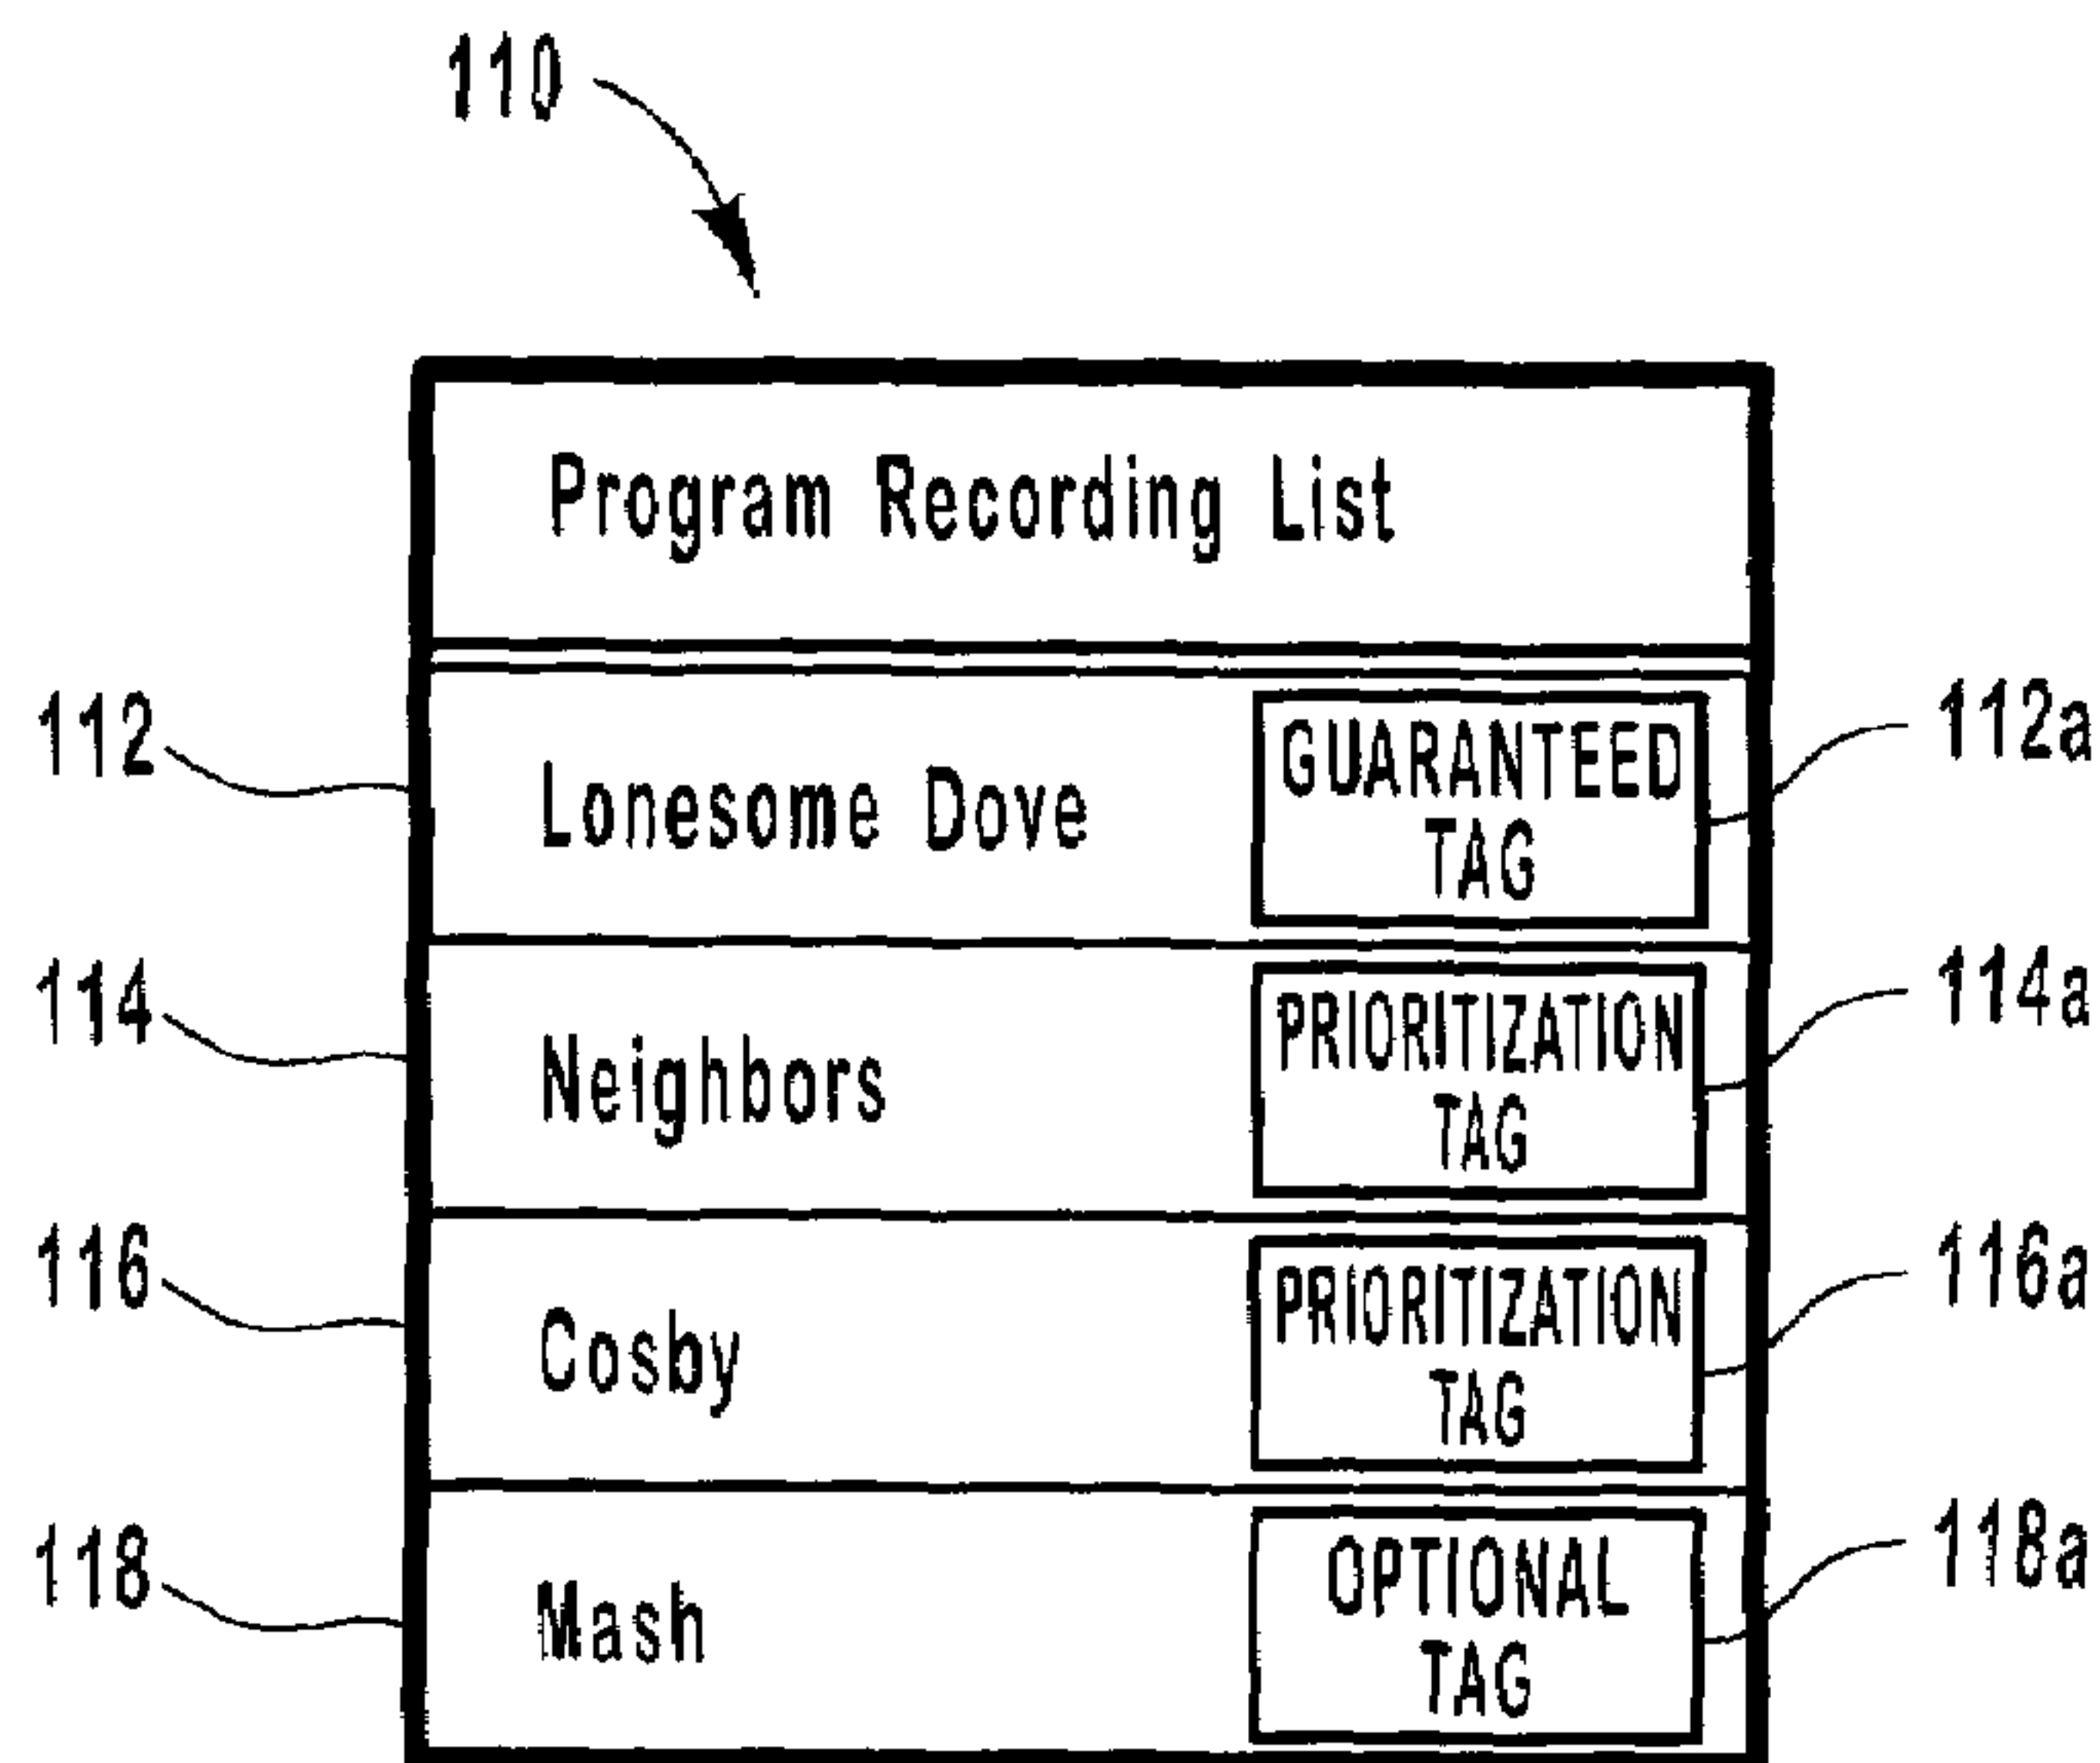 110
Program Recording List
112
Lonesome Dove
GUARANTEED
TAG
112a
114
Neighbors
PRIORITIZATION
TAG
114a
116
Cosby
PRIORITIZATION
TAG
116a
118
Mash
OPTIONAL
TAG
118a